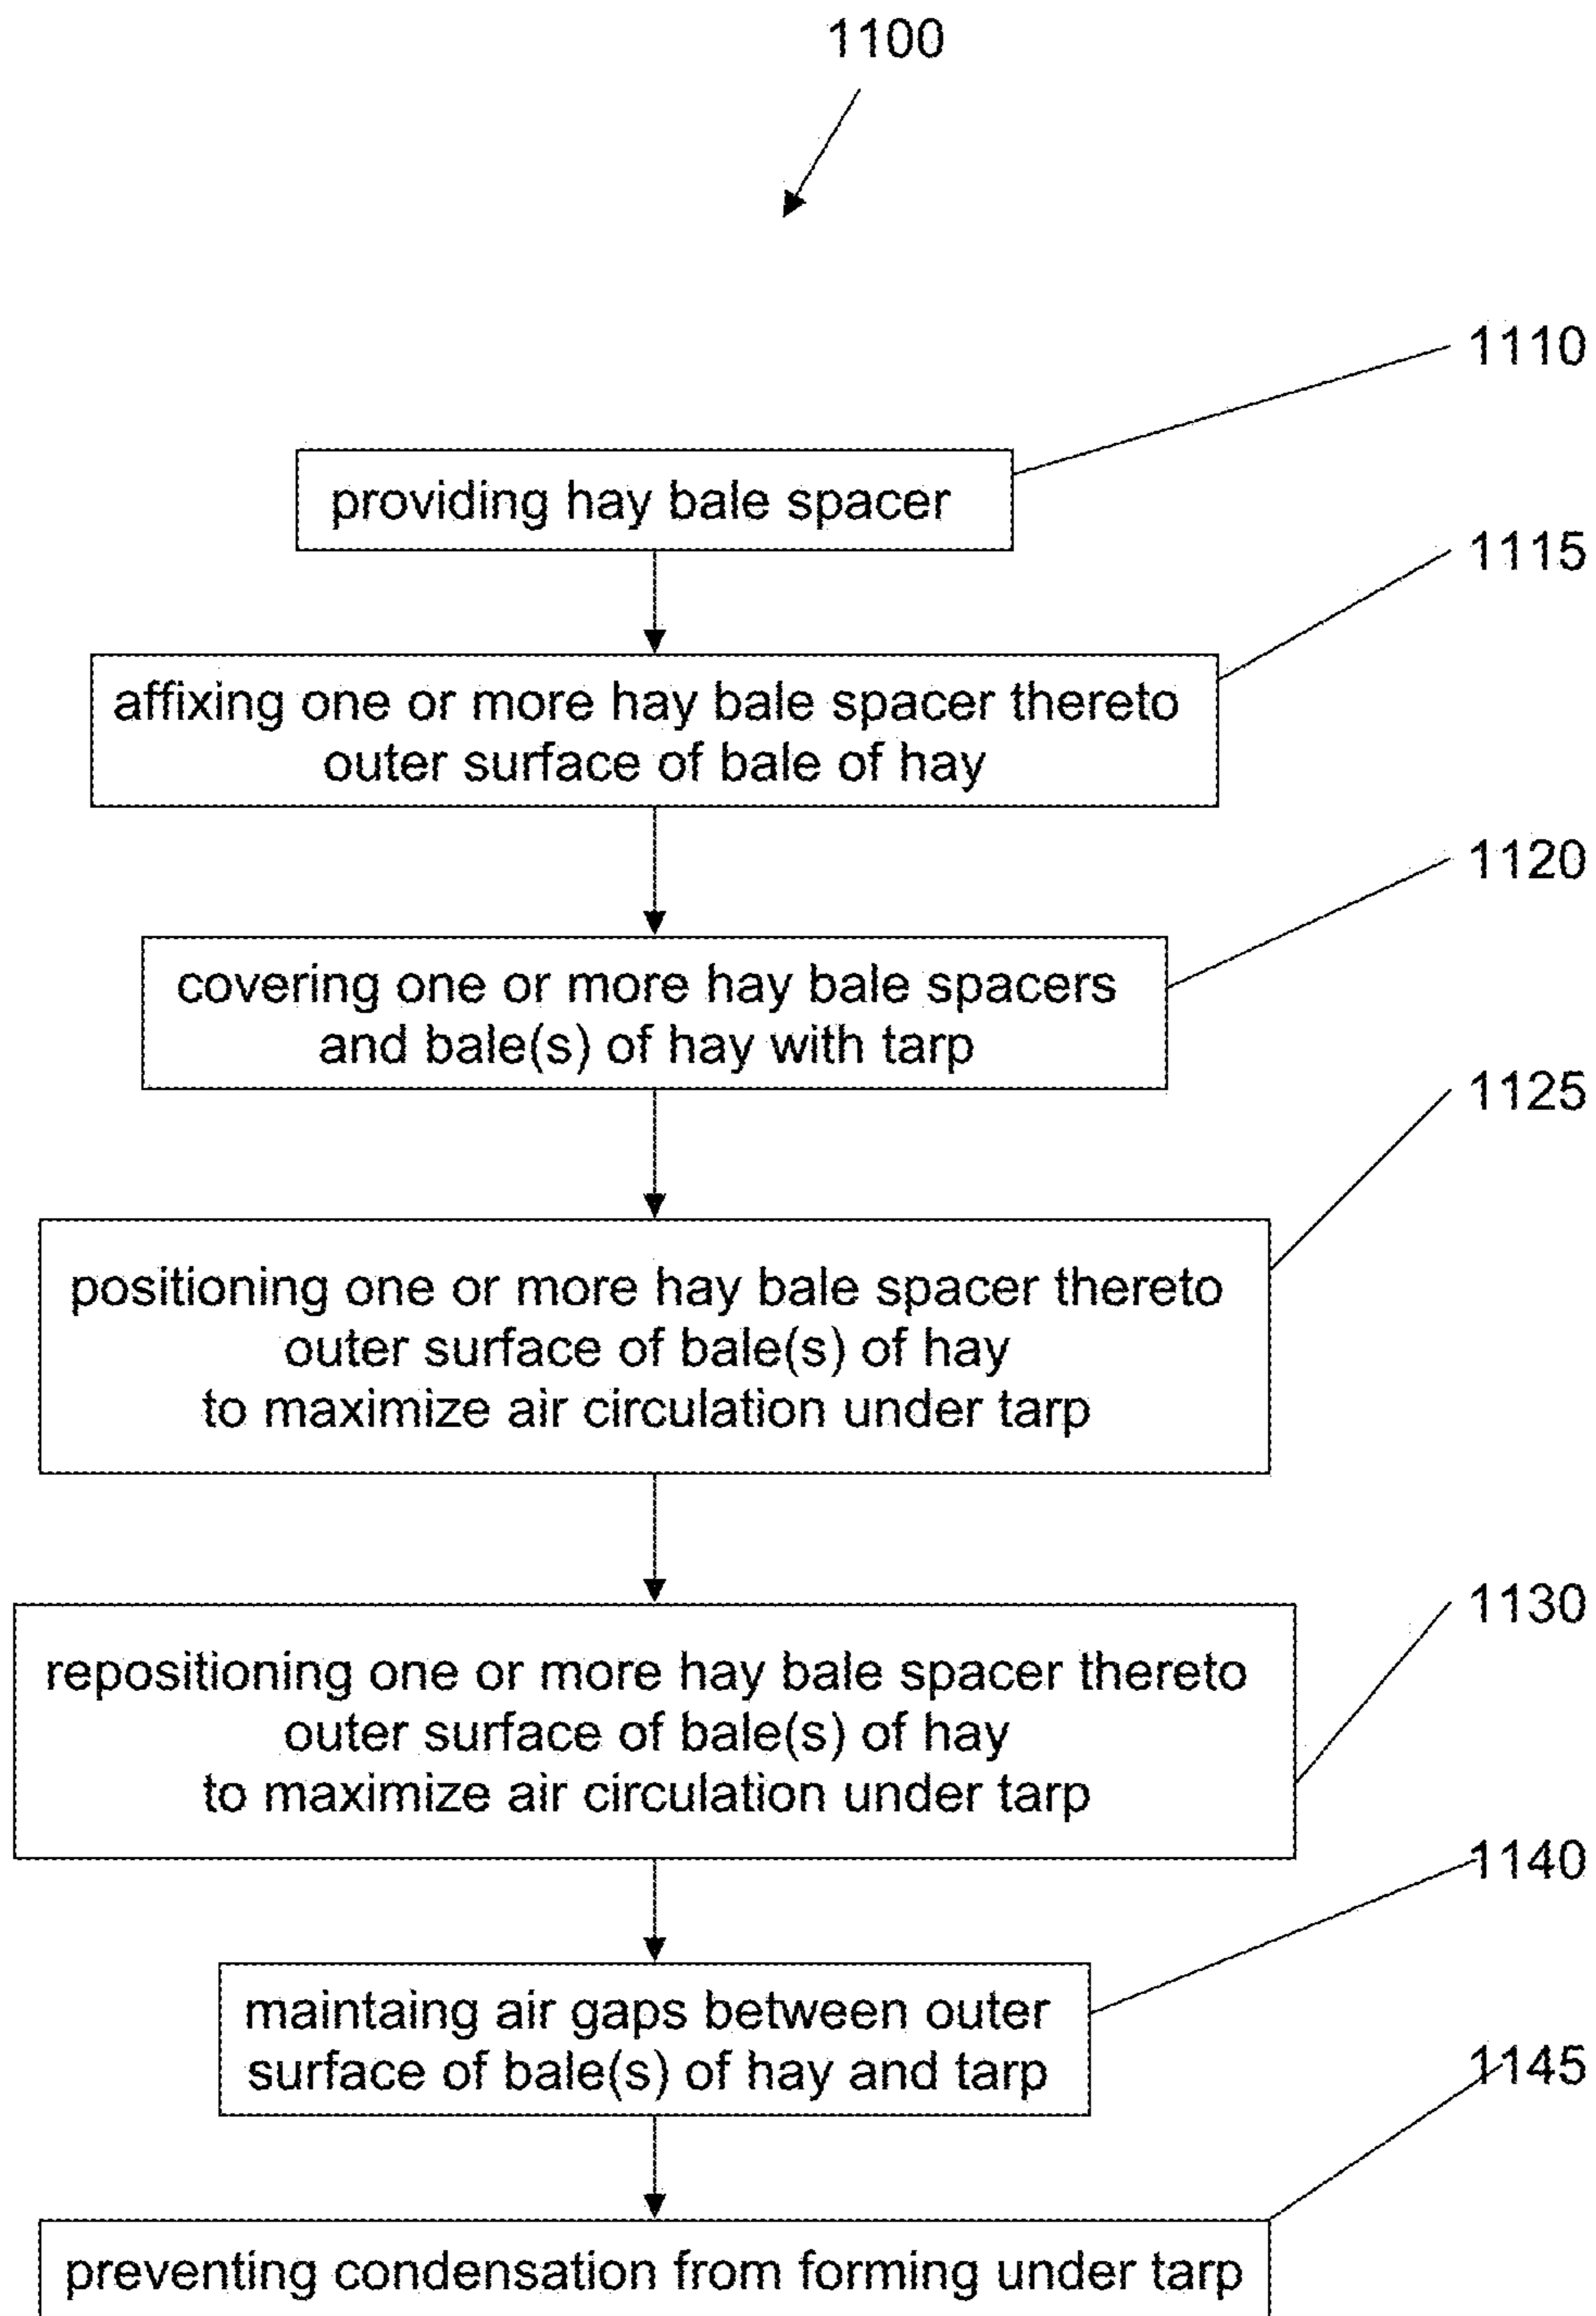 1100
1110
providing hay bale spacer
1115
affixing one or more hay bale spacer thereto
outer surface of bale of hay
1120
covering one or more hay bale spacers
and bale(s) of hay with tarp
1125
positioning one or more hay bale spacer thereto
outer surface of bale(s) of hay
to maximize air circulation under tarp
1130
repositioning one or more hay bale spacer thereto
outer surface of bale(s) of hay
to maximize air circulation under tarp
1140
maintaing air gaps between outer
surface of bale(s) of hay and tarp
1145
preventing condensation from forming under tarp